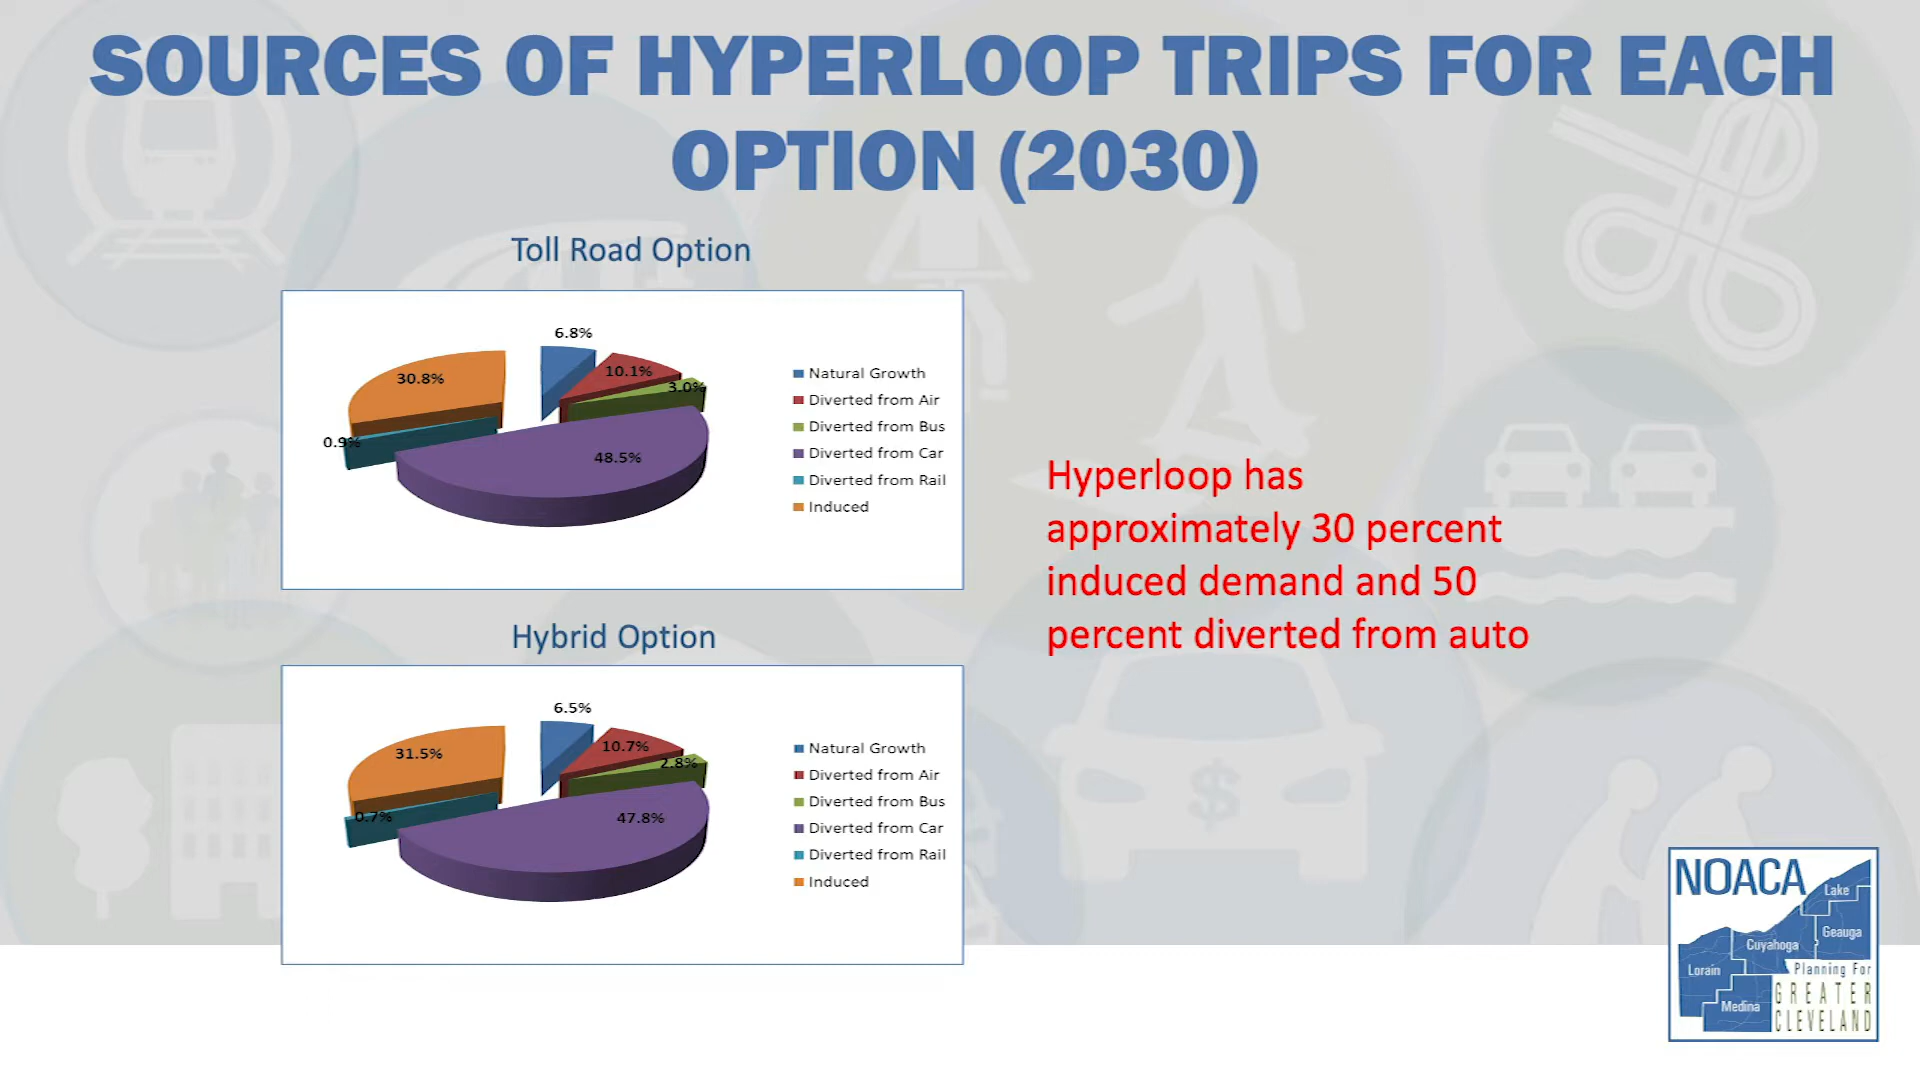 SOURCES OF HYPERLOOP TRIPS FOR EACH
OPTION (2030)
Toll Road Option
6.8%
10.1%
3.0%
30.8%
0.9%
48.5%
Natural Growth
Diverted from Air
Diverted from Bus
Diverted from Car
Diverted from Rail
Induced
Hyperloop has
approximately 30 percent
induced demand and 50
percent diverted from auto
Hybrid Option
6.5%
10.7%
2.8%
31.5%
0.7%
47.8%
Natural Growth
Diverted from Air
Diverted from Bus
Diverted from Car
Diverted from Rail
Induced
$
NOACA
Lake
Geauga
Cuyahoga
Lorain
Medina
Planning For
GREATER
CLEVELAND